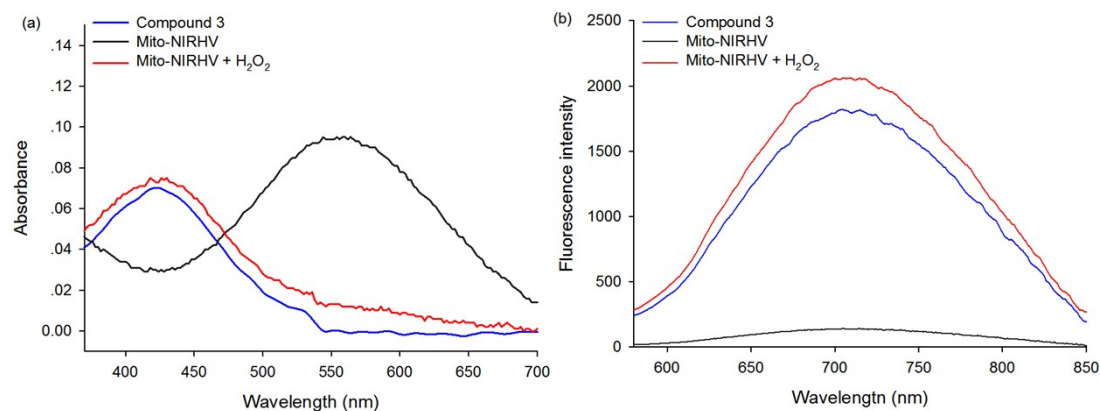 (a)
Compound 3
Mito-NIRHV
Mito-NIRHV + H₂O₂
.14
.12
.10
.08
.06
.04
.02
0.00
Absorbance
400
450
500
550
600
650
700
Wavelength (nm)
(b)
Compound 3
Mito-NIRHV
Mito-NIRHV + H₂O₂
2500
2000
1500
1000
500
0
Fluorescence intensity
600
650
700
750
800
850
Wavelengtn (nm)